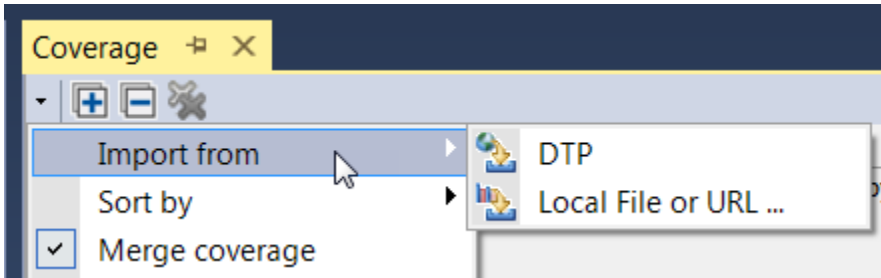 Coverage
Import from
DTP
Sort by
Local File or URL ...
Merge coverage